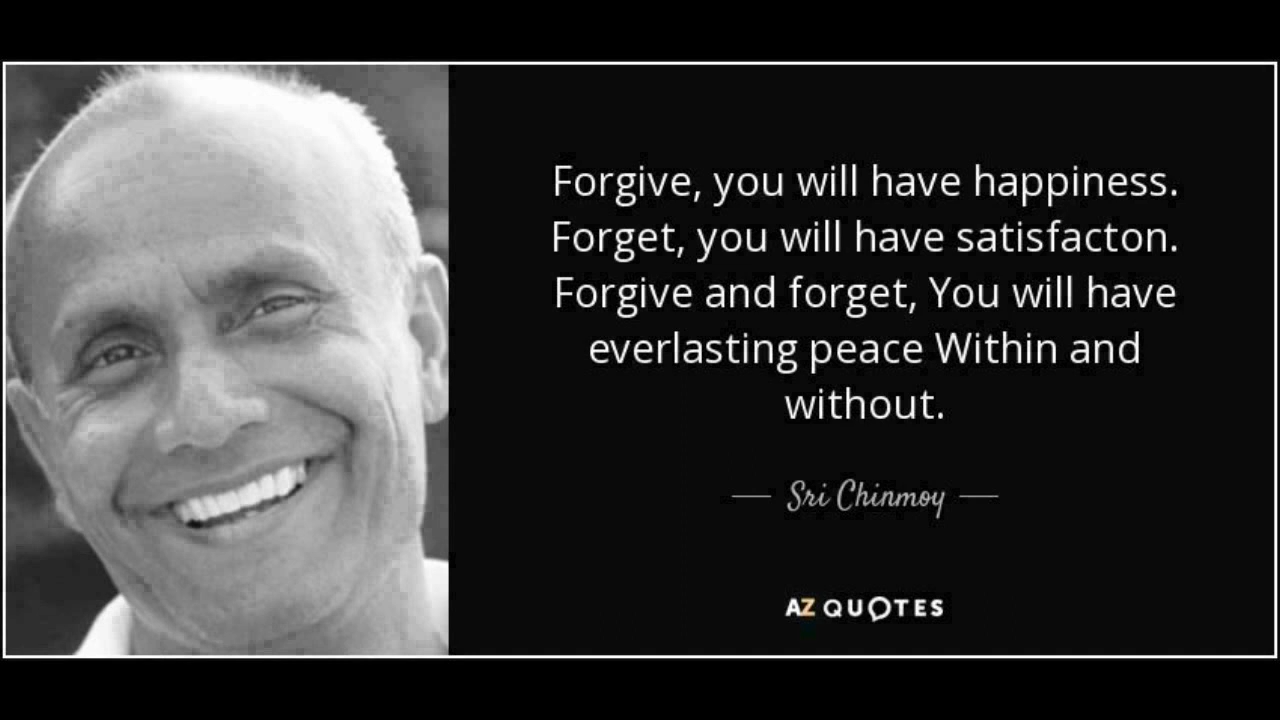 Forgive, you will have happiness.
Forget, you will have satisfacton.
Forgive and forget, You will have
everlasting peace Within and
without.
Sri Chinmoy
AZ QUOTES